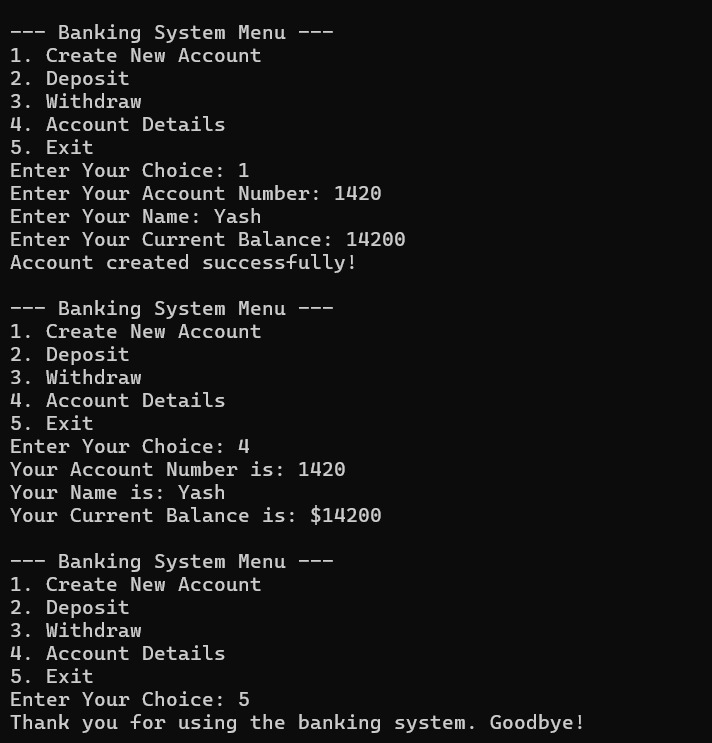 --- Banking System Menu ---
1. Create New Account
2. Deposit
3. Withdraw
4. Account Details
5. Exit
Enter Your Choice: 1
Enter Your Account Number: 1420
Enter Your Name: Yash
Enter Your Current Balance: 14200
Account created successfully!

--- Banking System Menu ---
1. Create New Account
2. Deposit
3. Withdraw
4. Account Details
5. Exit
Enter Your Choice: 4
Your Account Number is: 1420
Your Name is: Yash
Your Current Balance is: $14200

--- Banking System Menu ---
1. Create New Account
2. Deposit
3. Withdraw
4. Account Details
5. Exit
Enter Your Choice: 5
Thank you for using the banking system. Goodbye!